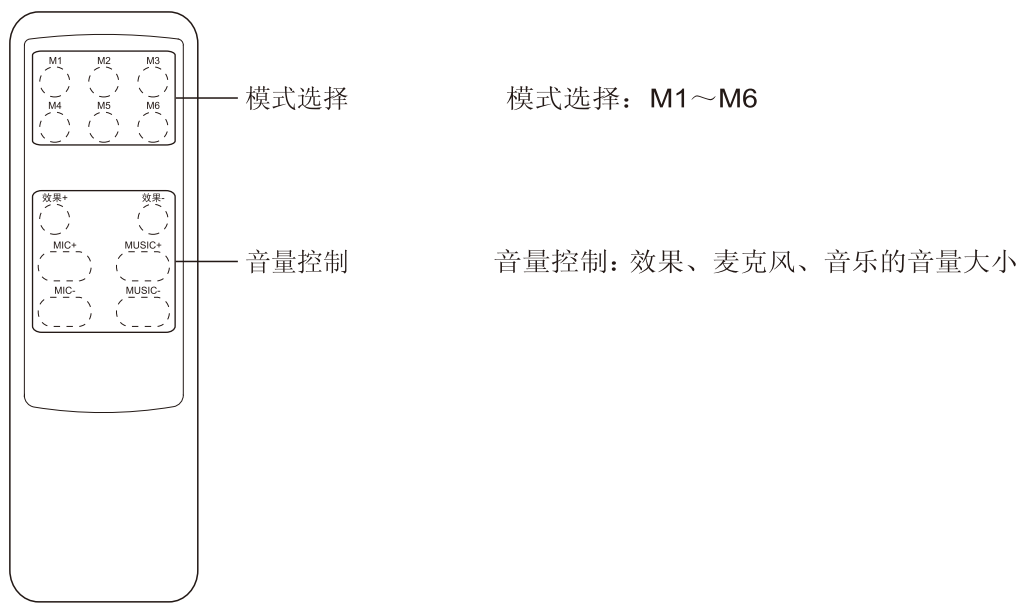 M1 M2 M3
M4 M5 M6
模式选择
模式选择：M1～M6
效果+ 效果-
MIC+ MUSIC+
MIC- MUSIC-
音量控制
音量控制：效果、麦克风、音乐的音量大小